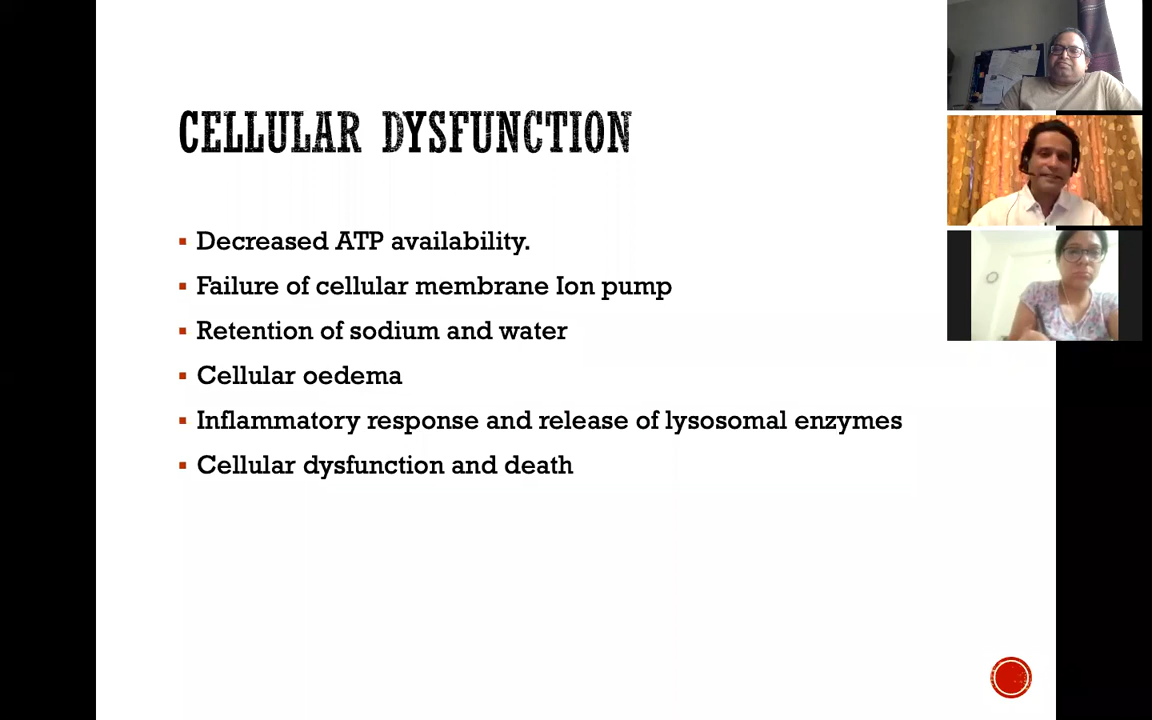 CELLULAR DYSFUNCTION
Decreased ATP availability.
Failure of cellular membrane Ion pump
Retention of sodium and water
Cellular oedema
Inflammatory response and release of lysosomal enzymes
Cellular dysfunction and death